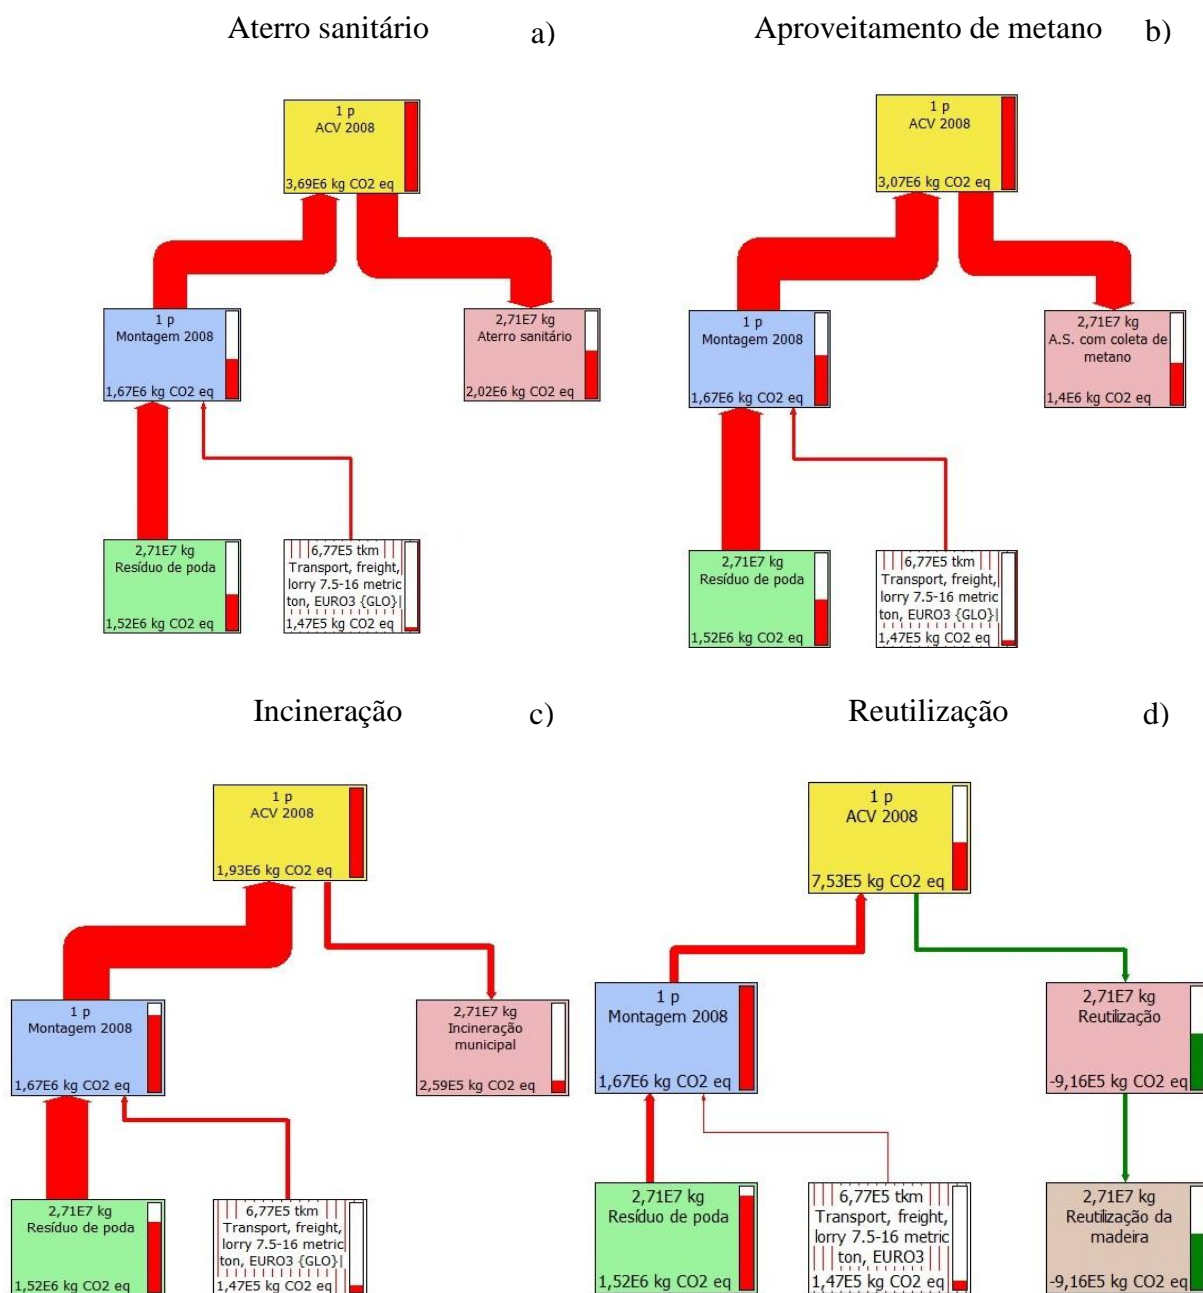 Aterro sanitário
a)
1 p
ACV 2008
3,69E6 kg CO2 eq
1 p
Montagem 2008
1,67E6 kg CO2 eq
2,71E7 kg
Aterro sanitário
2,02E6 kg CO2 eq
2,71E7 kg
Resíduo de poda
1,52E6 kg CO2 eq
6,77E5 tkm
Transport, freight,
lorry 7.5-16 metric
ton, EURO3 {GLO}|
1,47E5 kg CO2 eq
Aproveitamento de metano
b)
1 p
ACV 2008
3,07E6 kg CO2 eq
1 p
Montagem 2008
1,67E6 kg CO2 eq
2,71E7 kg
A.S. com coleta de
metano
1,4E6 kg CO2 eq
2,71E7 kg
Resíduo de poda
1,52E6 kg CO2 eq
6,77E5 tkm
Transport, freight,
lorry 7.5-16 metric
ton, EURO3 {GLO}|
1,47E5 kg CO2 eq
Incineração
c)
1 p
ACV 2008
1,93E6 kg CO2 eq
1 p
Montagem 2008
1,67E6 kg CO2 eq
2,71E7 kg
Incineração
municipal
2,59E5 kg CO2 eq
2,71E7 kg
Resíduo de poda
1,52E6 kg CO2 eq
6,77E5 tkm
Transport, freight,
lorry 7.5-16 metric
ton, EURO3 {GLO}|
1,47E5 kg CO2 eq
Reutilização
d)
1 p
ACV 2008
7,53E5 kg CO2 eq
1 p
Montagem 2008
1,67E6 kg CO2 eq
2,71E7 kg
Reutilização
-9,16E5 kg CO2 eq
2,71E7 kg
Resíduo de poda
1,52E6 kg CO2 eq
6,77E5 tkm
Transport, freight,
lorry 7.5-16 metric
ton, EURO3
1,47E5 kg CO2 eq
2,71E7 kg
Reutilização da
madeira
-9,16E5 kg CO2 eq